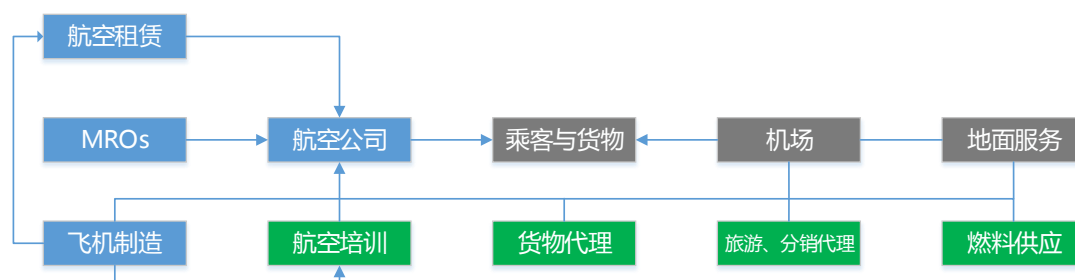 航空租赁
MROs
航空公司
乘客与货物
机场
地面服务
飞机制造
航空培训
货物代理
旅游、分销代理
燃料供应